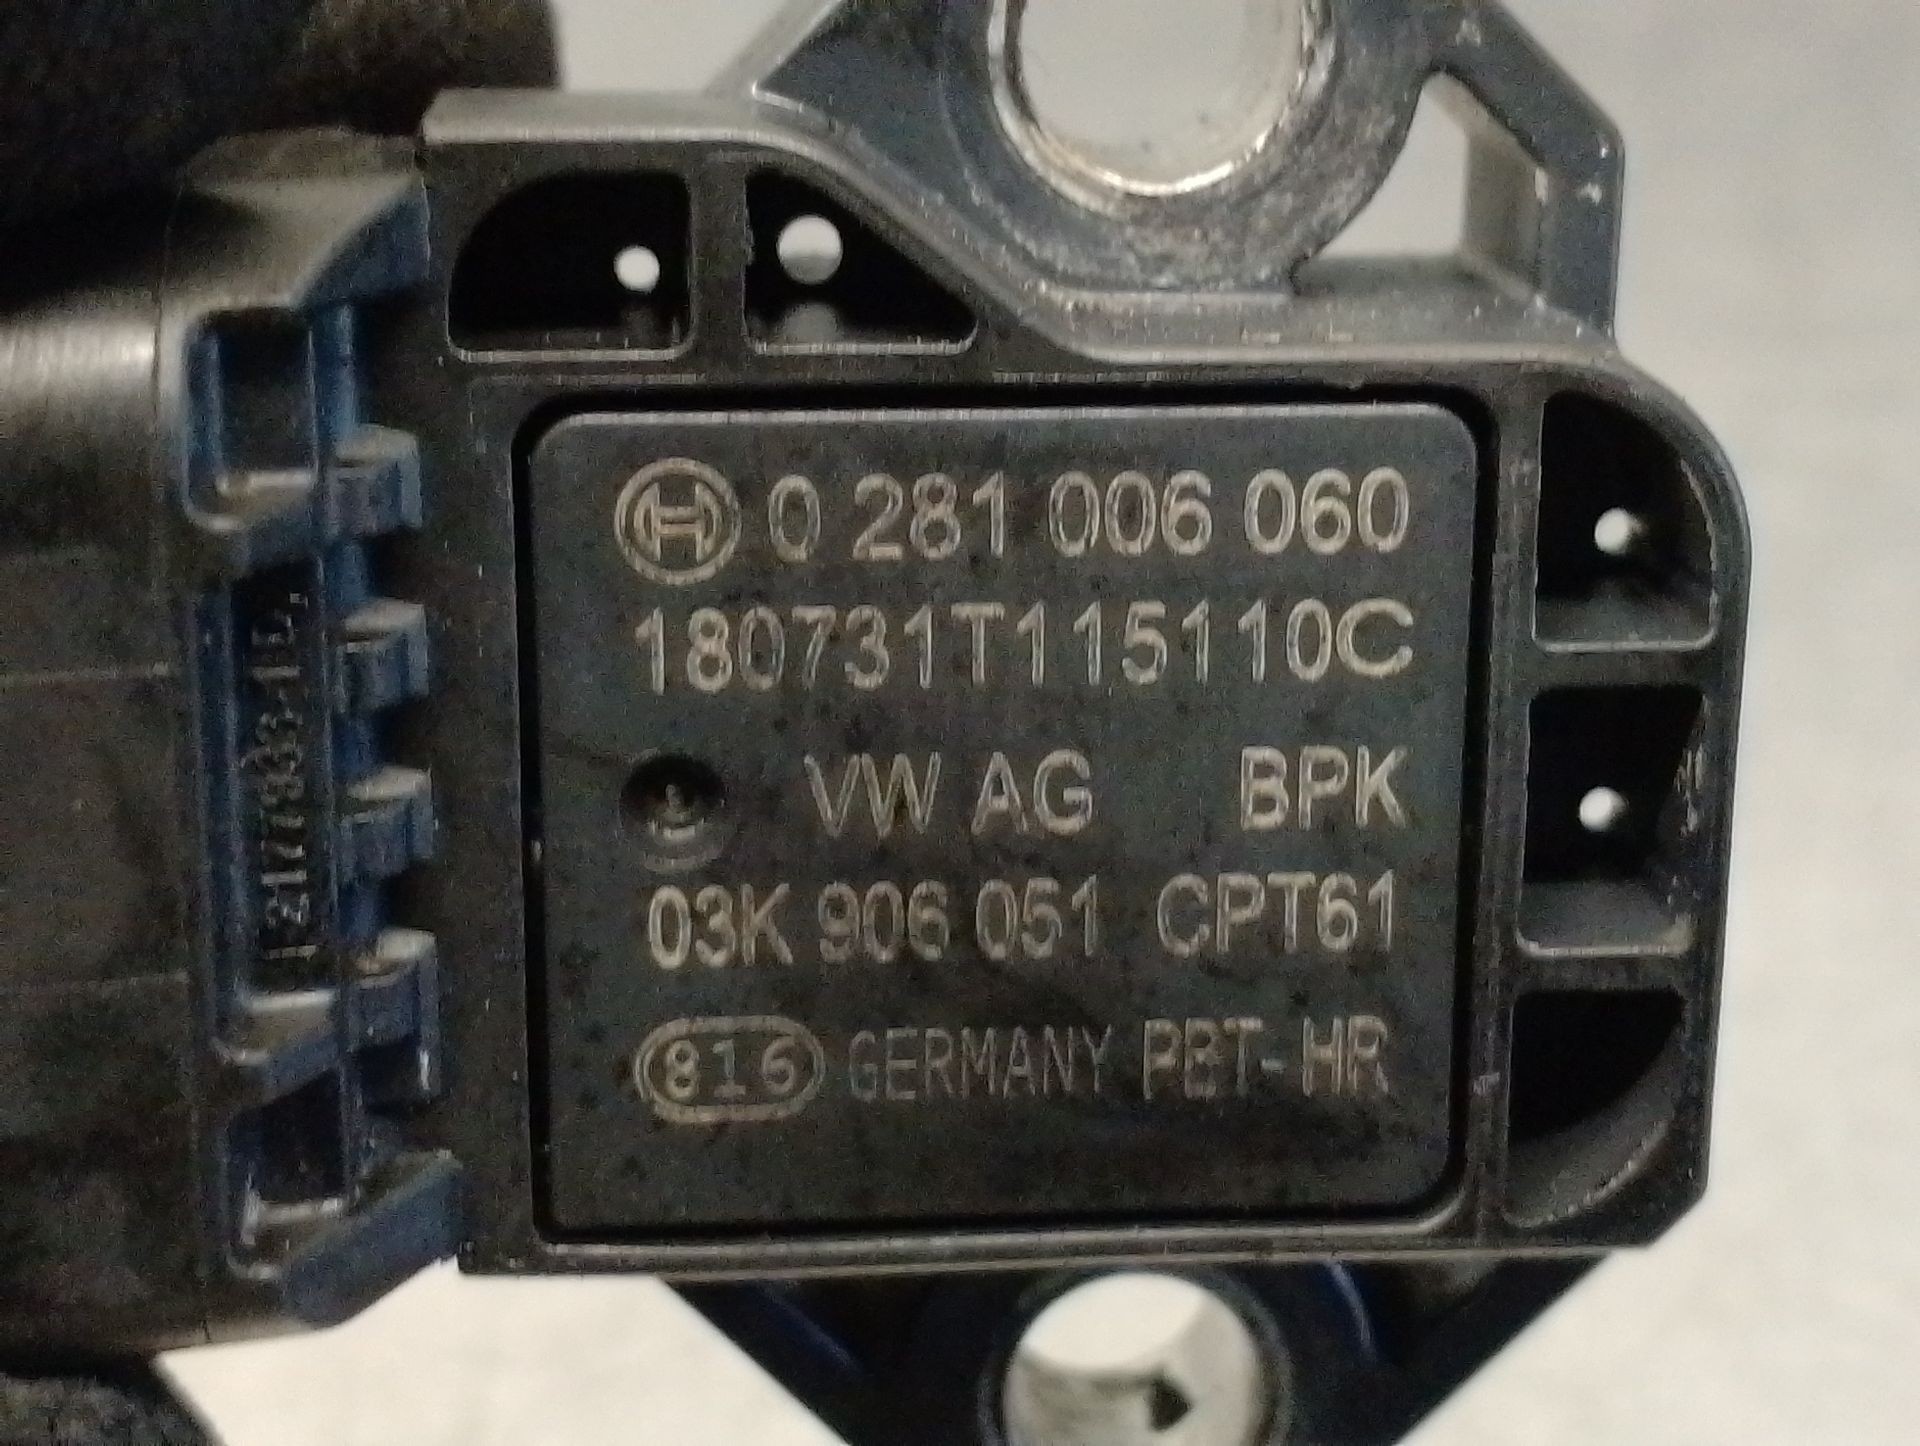 0 281 006 060
180731T115110C
VW AG BPK
03K 906 051 CPT61
816 GERMANY PBT-HR